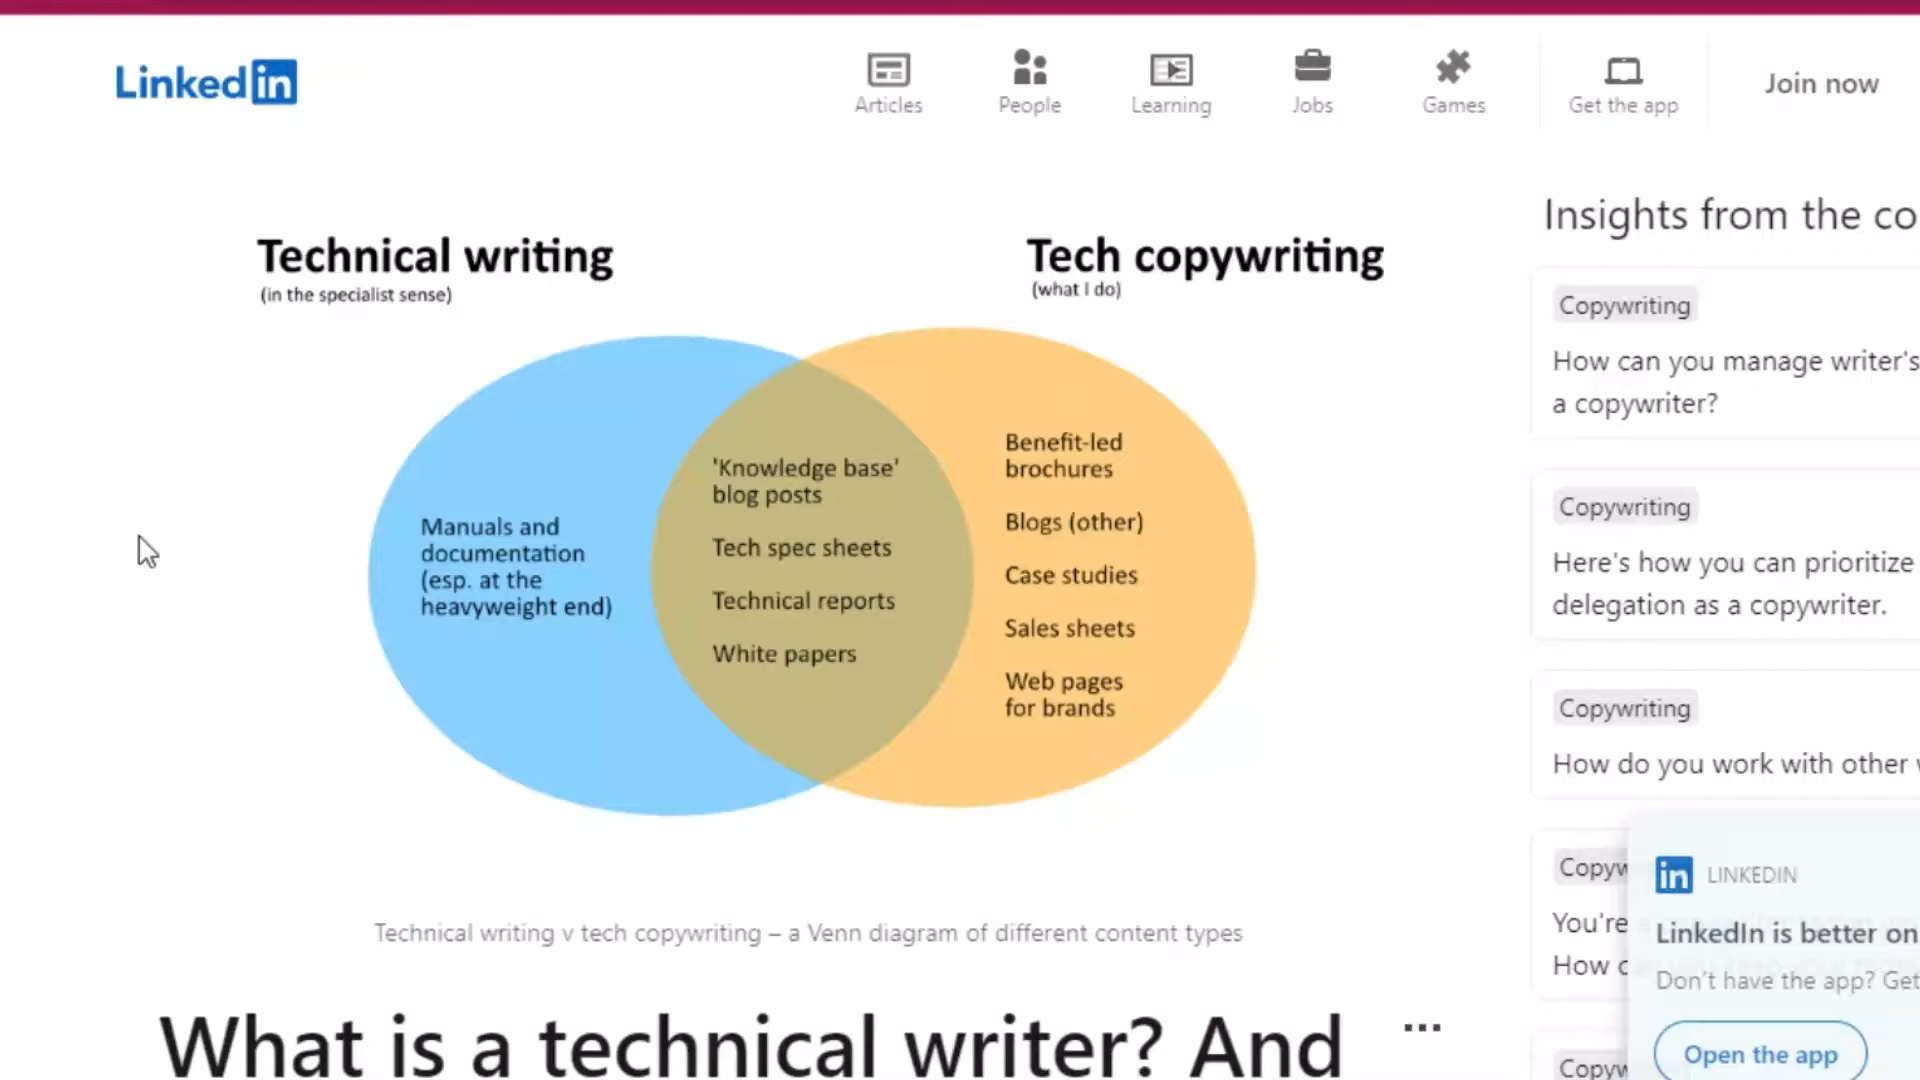 Linkedin
Articles
People
Learning
Jobs
Games
Get the app
Join now
Technical writing
(in the specialist sense)
Tech copywriting
(what I do)
Manuals and
documentation
(esp. at the
heavyweight end)
'Knowledge base'
blog posts
Tech spec sheets
Technical reports
White papers
Benefit-led
brochures
Blogs (other)
Case studies
Sales sheets
Web pages
for brands
Technical writing v tech copywriting – a Venn diagram of different content types
What is a technical writer? And
...
Insights from the co
Copywriting
How can you manage writer's
a copywriter?
Copywriting
Here's how you can prioritize
delegation as a copywriter.
Copywriting
How do you work with other
Copyw
You're
How c
Copyw
in LINKEDIN
LinkedIn is better on
Don't have the app? Get
Open the app